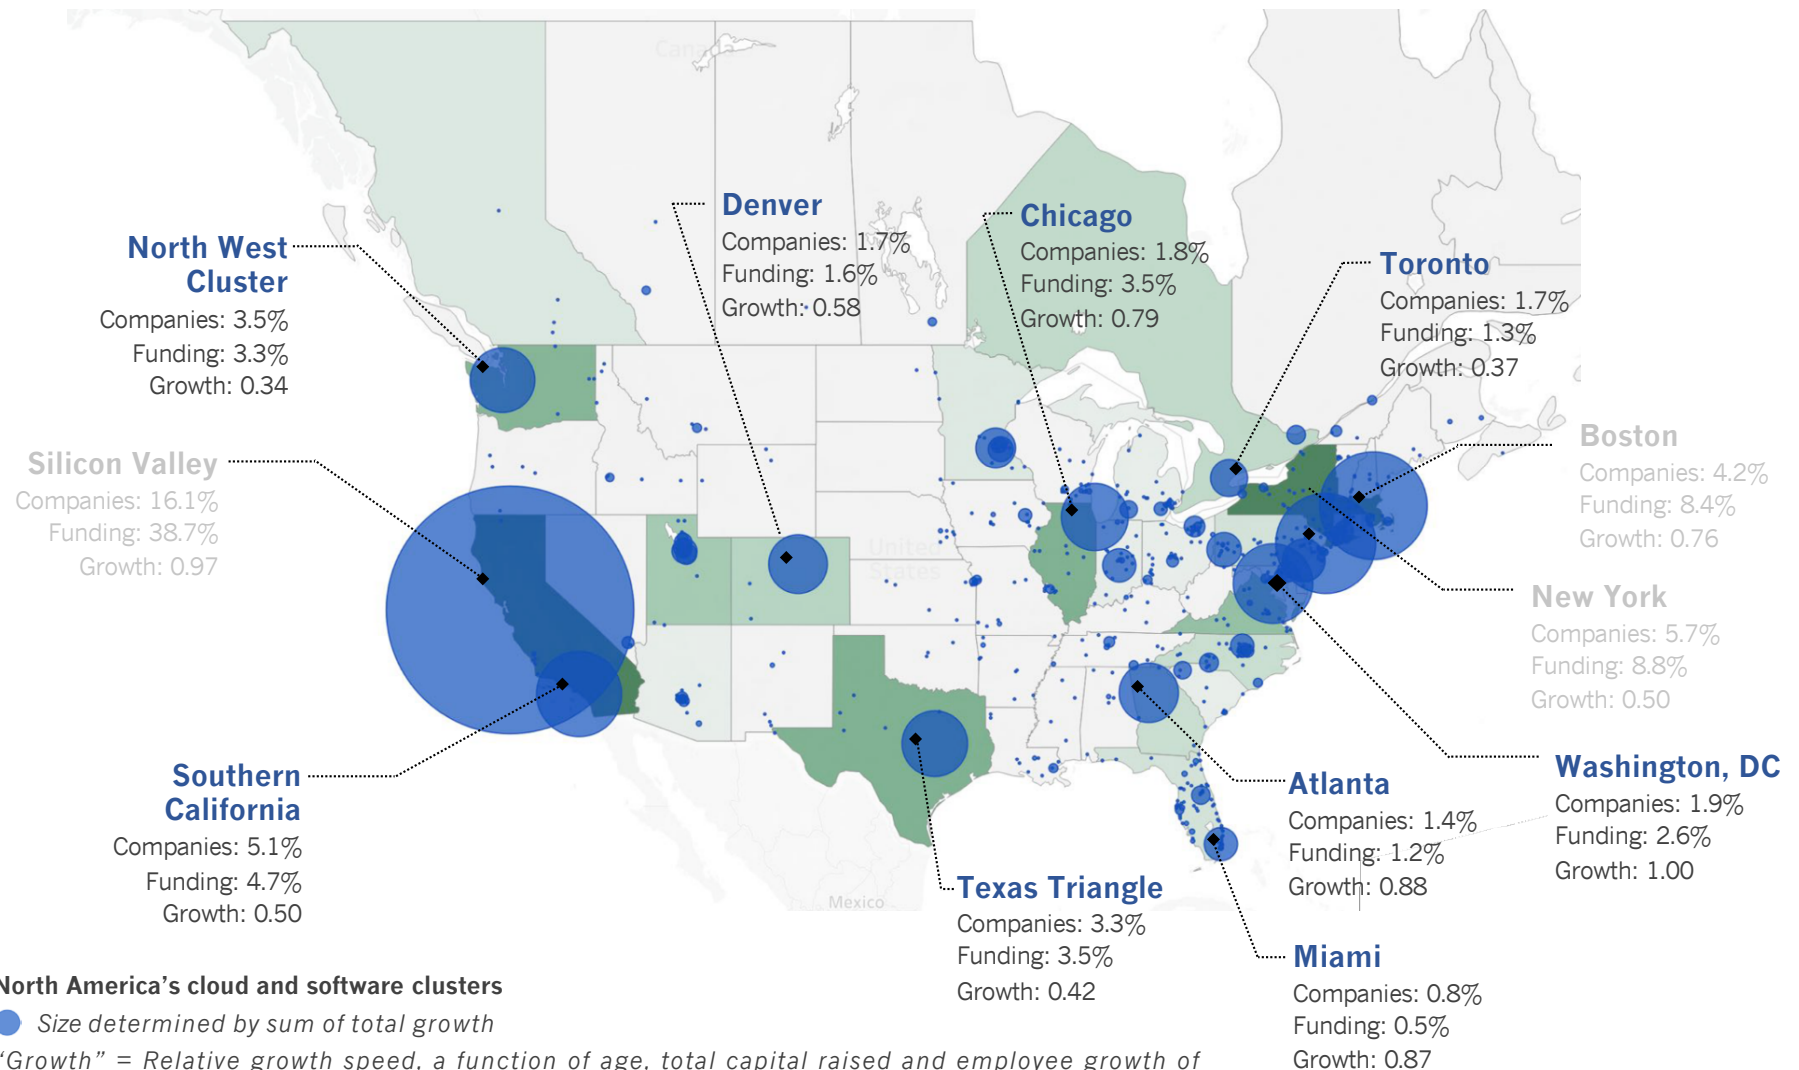 Canada
Denver
Companies: 1.7%
Funding: 1.6%
Growth: 0.58
Chicago
Companies: 1.8%
Funding: 3.5%
Growth: 0.79
North West
Cluster
Companies: 3.5%
Funding: 3.3%
Growth: 0.34
Toronto
Companies: 1.7%
Funding: 1.3%
Growth: 0.37
Silicon Valley
Companies: 16.1%
Funding: 38.7%
Growth: 0.97
Boston
Companies: 4.2%
Funding: 8.4%
Growth: 0.76
United
States
New York
Companies: 5.7%
Funding: 8.8%
Growth: 0.50
Southern
California
Companies: 5.1%
Funding: 4.7%
Growth: 0.50
Washington, DC
Companies: 1.9%
Funding: 2.6%
Growth: 1.00
Atlanta
Companies: 1.4%
Funding: 1.2%
Growth: 0.88
Mexico
Texas Triangle
Companies: 3.3%
Funding: 3.5%
Growth: 0.42
Miami
Companies: 0.8%
Funding: 0.5%
Growth: 0.87
North America's cloud and software clusters
Size determined by sum of total growth
"Growth" = Relative growth speed, a function of age, total capital raised and employee growth of